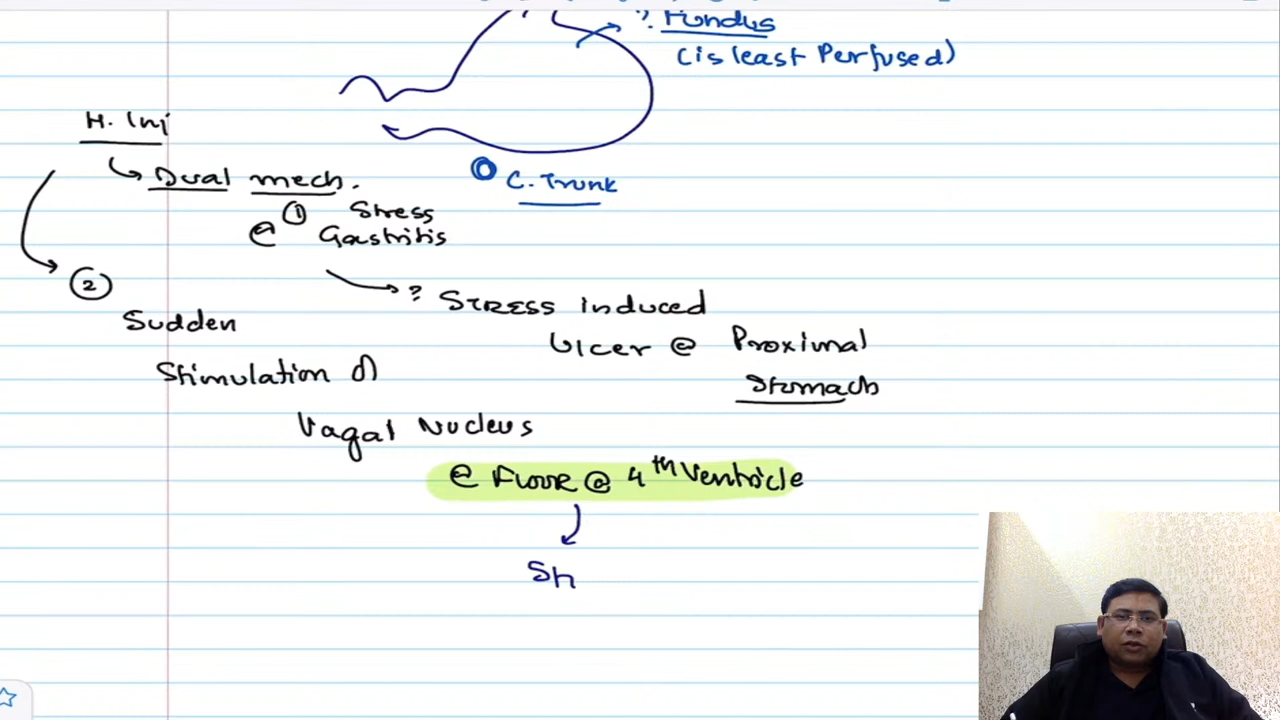 ? Fundus
(is least Perfused)
H. Inj
Dual mech.
C. Trunk
@ ① Stress
Gastritis
②
? STRESS induced
Sudden
Ulcer @ Proximal
Stimulation of
Stomach
Vagal Nucleus
@ Floor @ 4th Ventricle
St